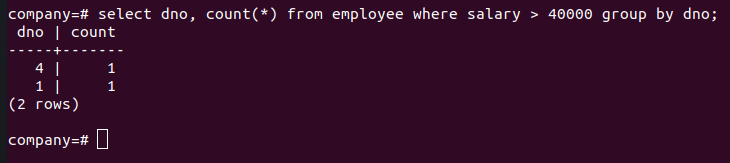 company=# select dno, count(*) from employee where salary > 40000 group by dno;
 dno | count
-----+-------
   4 |     1
   1 |     1
(2 rows)

company=#